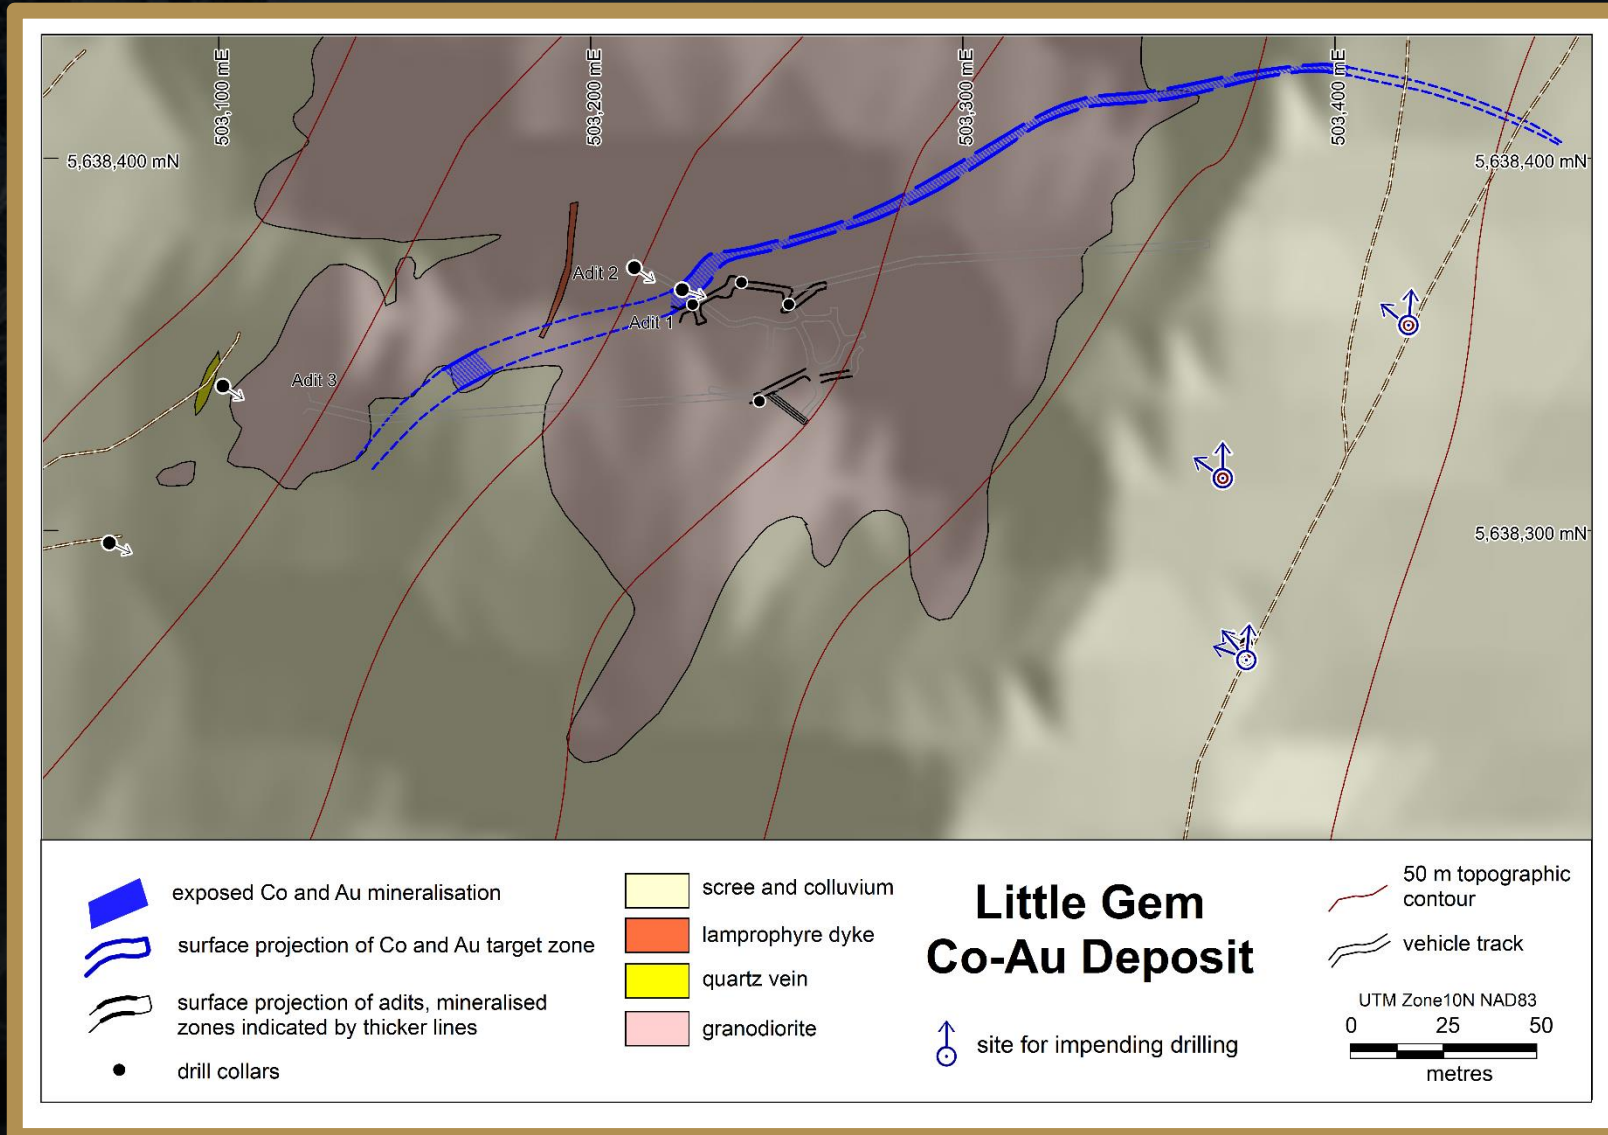 503,100 mE
503,200 mE
503,300 mE
503,400 mE
5,638,400 mN
5,638,400 mN
Adit 2
Adit 1
Adit 3
5,638,300 mN
exposed Co and Au mineralisation
surface projection of Co and Au target zone
surface projection of adits, mineralised
zones indicated by thicker lines
drill collars
scree and colluvium
lamprophyre dyke
quartz vein
granodiorite
Little Gem
Co-Au Deposit
site for impending drilling
50 m topographic
contour
vehicle track
UTM Zone10N NAD83
0 25 50
metres